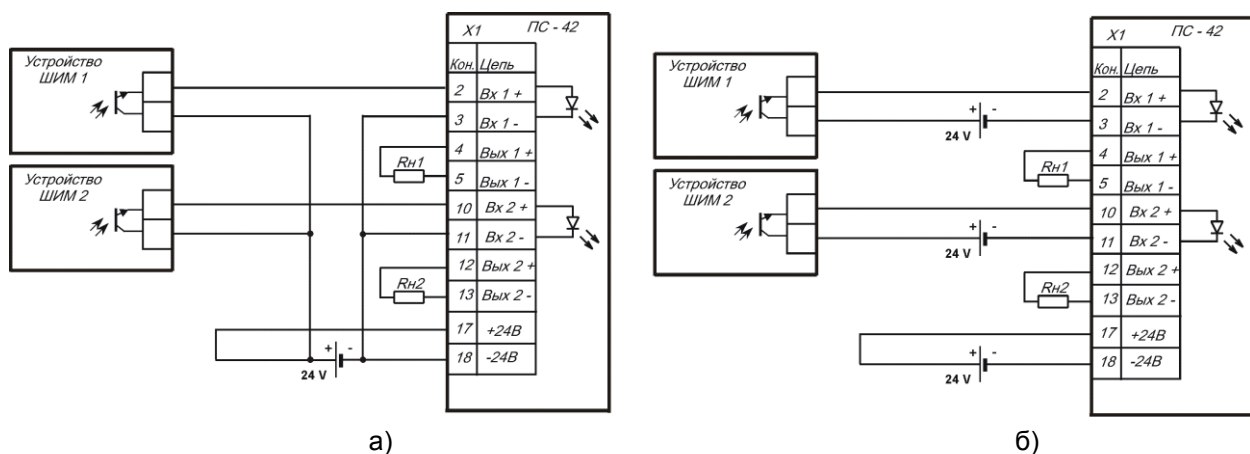 ПС - 42
X1
Кон. Цепь
2 Вх 1 +
3 Вх 1 -
4 Вых 1 +
5 Вых 1 -
10 Вх 2 +
11 Вх 2 -
12 Вых 2 +
13 Вых 2 -
17 +24В
18 -24В
Устройство
ШИМ 1
Устройство
ШИМ 2
Rн1
Rн2
+ -
24 V
а)
ПС - 42
X1
Кон. Цепь
2 Вх 1 +
3 Вх 1 -
4 Вых 1 +
5 Вых 1 -
10 Вх 2 +
11 Вх 2 -
12 Вых 2 +
13 Вых 2 -
17 +24В
18 -24В
Устройство
ШИМ 1
Устройство
ШИМ 2
+ -
24 V
Rн1
+ -
24 V
Rн2
+ -
24 V
б)